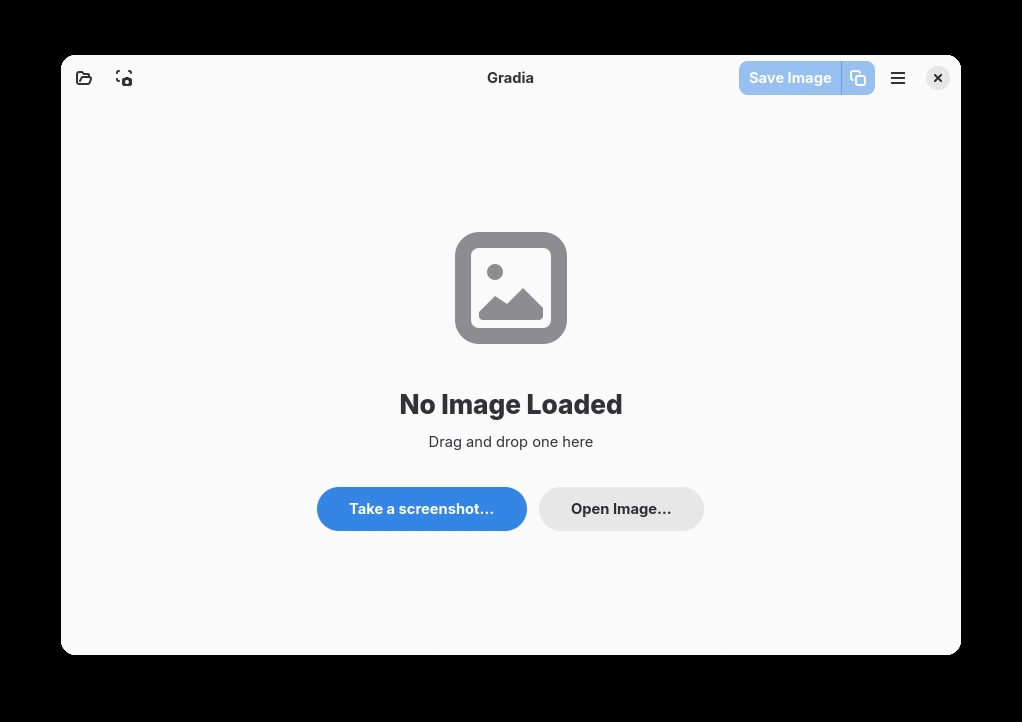 Gradia
Save Image
No Image Loaded
Drag and drop one here
Take a screenshot...
Open Image...